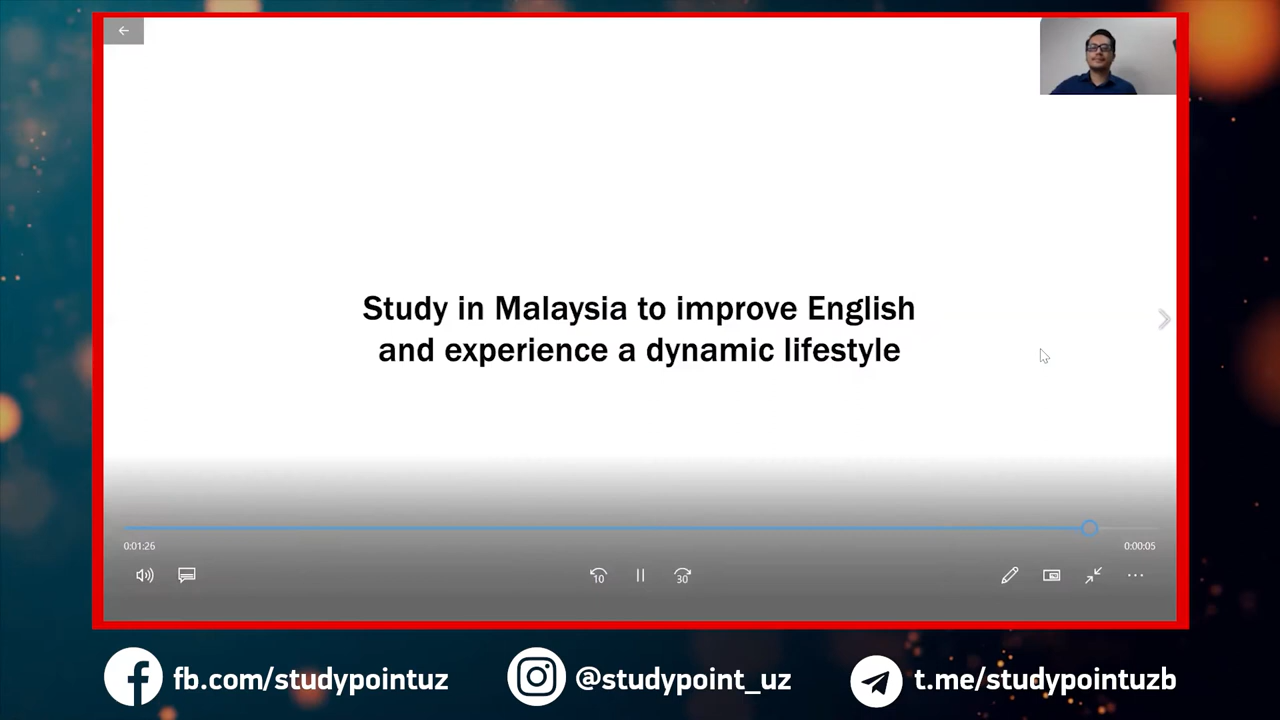 Study in Malaysia to improve English
and experience a dynamic lifestyle
0:01:26
0:00:05
10
30
fb.com/studypointuz
@studypoint_uz
t.me/studypointuzb